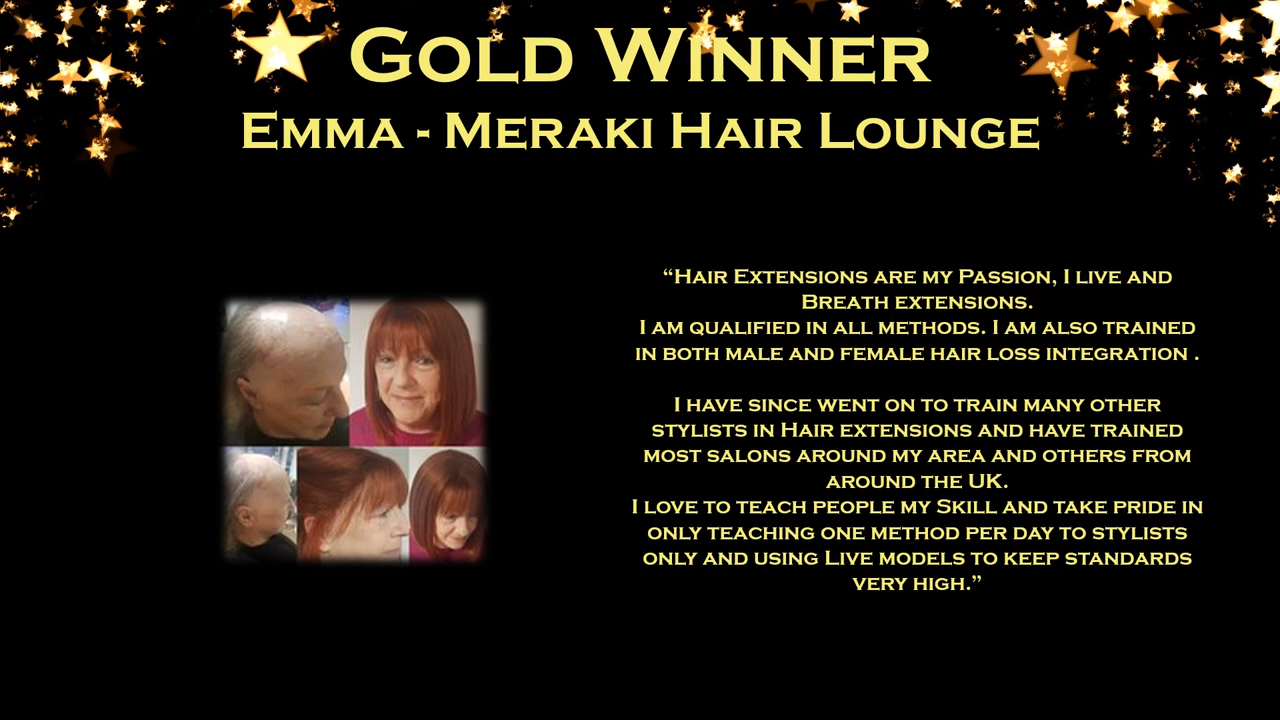 Gold Winner
Emma - Meraki Hair Lounge
“Hair Extensions are my Passion, I live and
Breath extensions.
I am qualified in all methods. I am also trained
in both male and female hair loss integration .
I have since went on to train many other
stylists in Hair extensions and have trained
most salons around my area and others from
around the UK.
I love to teach people my Skill and take pride in
only teaching one method per day to stylists
only and using Live models to keep standards
very high.”